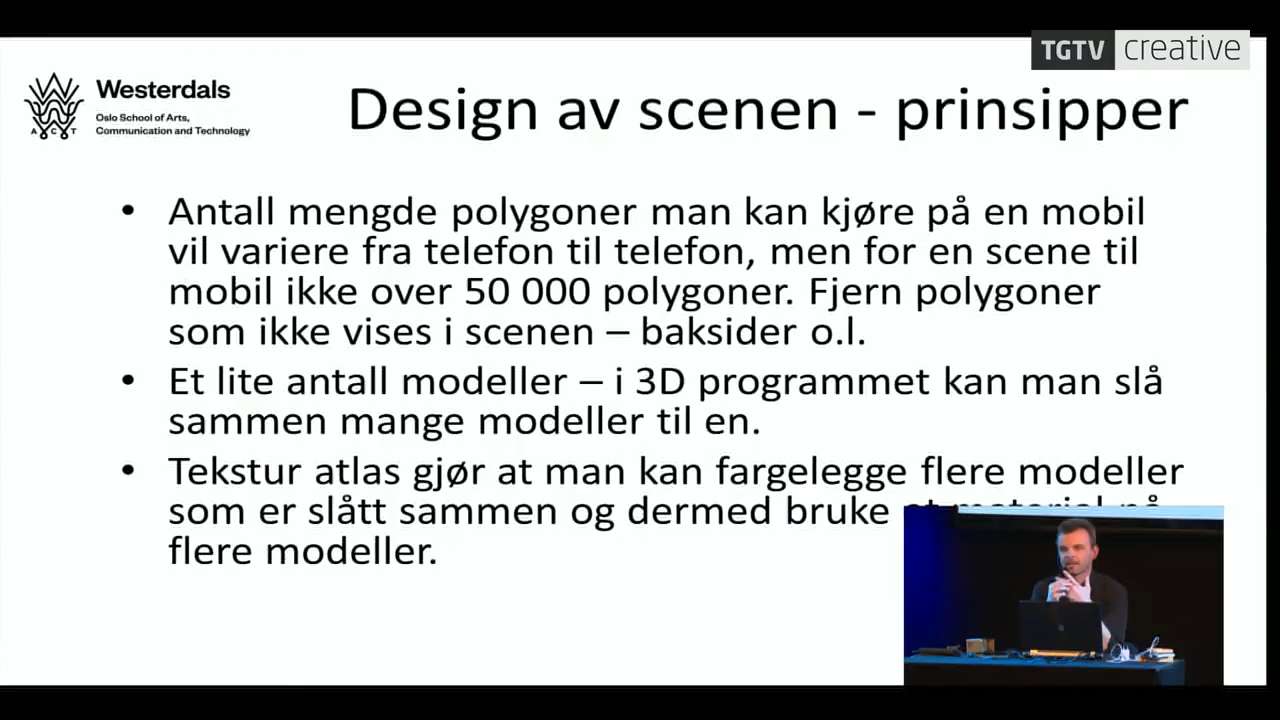 TGTV creative
Westerdals
Oslo School of Arts,
Communication and Technology
ACT
Design av scenen - prinsipper
• Antall mengde polygoner man kan kjøre på en mobil
vil variere fra telefon til telefon, men for en scene til
mobil ikke over 50 000 polygoner. Fjern polygoner
som ikke vises i scenen – baksider o.l.
• Et lite antall modeller – i 3D programmet kan man slå
sammen mange modeller til en.
• Tekstur atlas gjør at man kan fargelegge flere modeller
som er slått sammen og dermed bruke et material på
flere modeller.